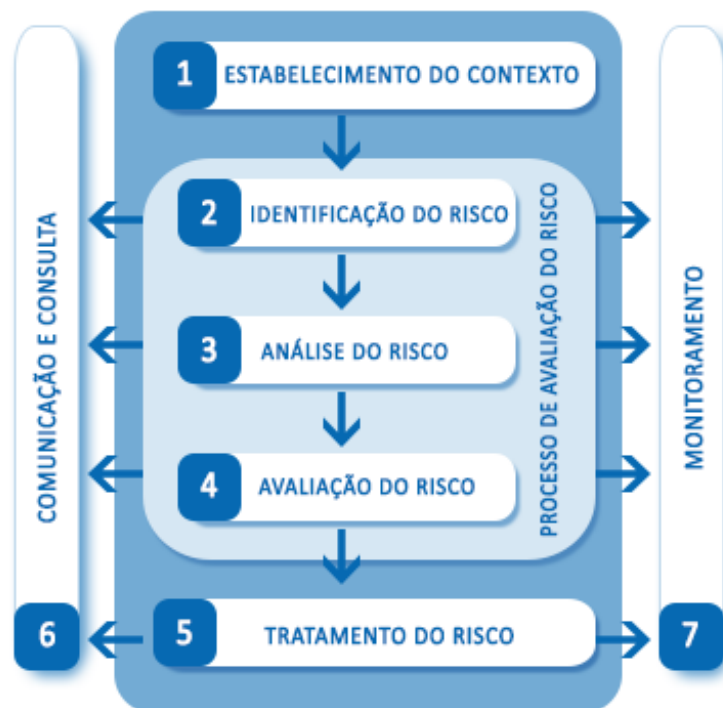 1 ESTABELECIMENTO DO CONTEXTO
2 IDENTIFICAÇÃO DO RISCO
3 ANÁLISE DO RISCO
4 AVALIAÇÃO DO RISCO
PROCESSO DE AVALIAÇÃO DO RISCO
5 TRATAMENTO DO RISCO
COMUNICAÇÃO E CONSULTA
6
MONITORAMENTO
7